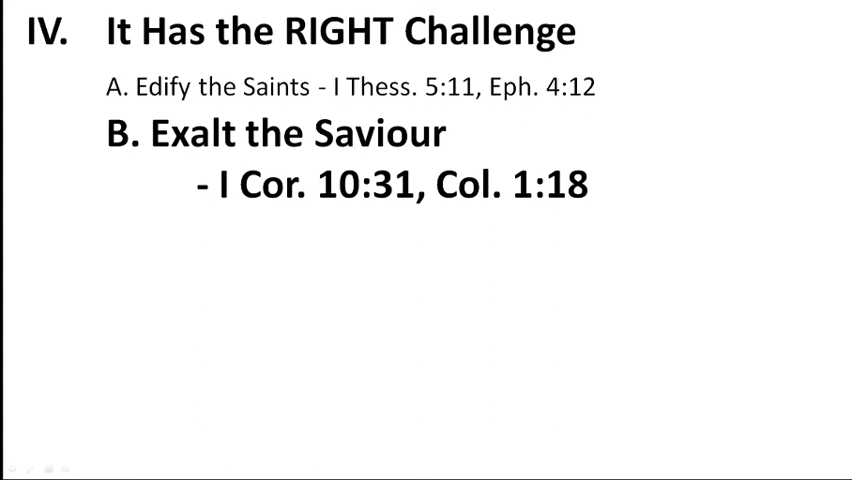 IV. It Has the RIGHT Challenge
A. Edify the Saints - I Thess. 5:11, Eph. 4:12
B. Exalt the Saviour
- I Cor. 10:31, Col. 1:18